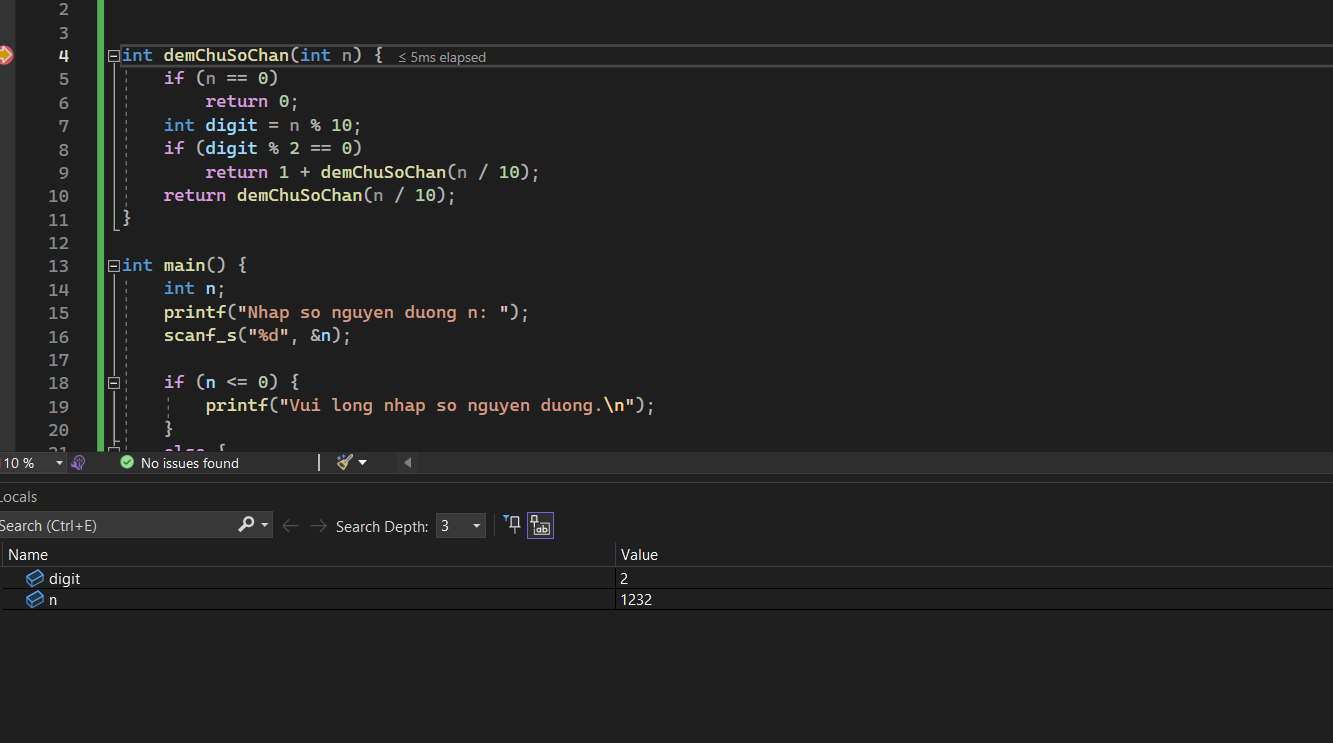 2
3
4 int demChuSoChan(int n) { ≤ 5ms elapsed
5 if (n == 0)
6 return 0;
7 int digit = n % 10;
8 if (digit % 2 == 0)
9 return 1 + demChuSoChan(n / 10);
10 return demChuSoChan(n / 10);
11 }
12
13 int main() {
14 int n;
15 printf("Nhap so nguyen duong n: ");
16 scanf_s("%d", &n);
17
18 if (n <= 0) {
19 printf("Vui long nhap so nguyen duong.\n");
20 }
21 else {
10 % No issues found
Locals
Search (Ctrl+E) Search Depth: 3
Name Value
digit 2
n 1232